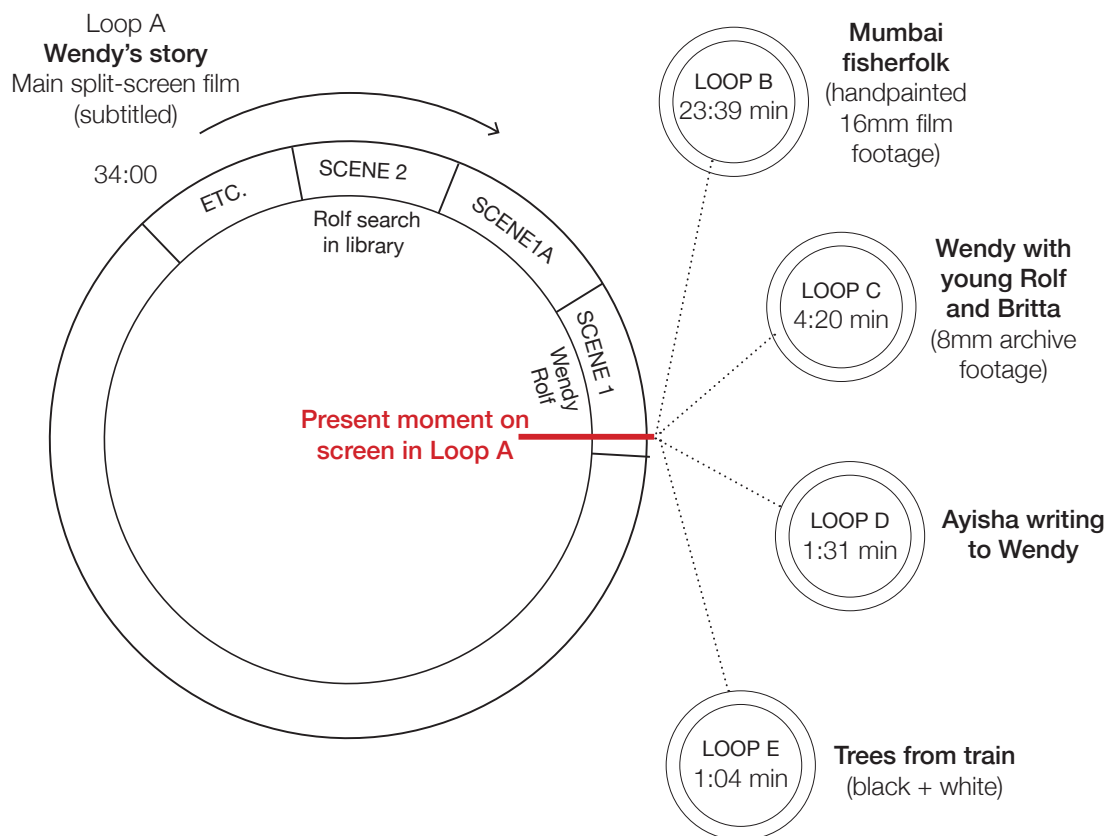 Loop A
Wendy’s story
Main split-screen film
(subtitled)
34:00
ETC.
SCENE 2
SCENE1A
SCENE 1
Rolf search
in library
Wendy
Rolf
Present moment on
screen in Loop A
LOOP B
23:39 min
Mumbai
fisherfolk
(handpainted
16mm film
footage)
LOOP C
4:20 min
Wendy with
young Rolf
and Britta
(8mm archive
footage)
LOOP D
1:31 min
Ayisha writing
to Wendy
LOOP E
1:04 min
Trees from train
(black + white)